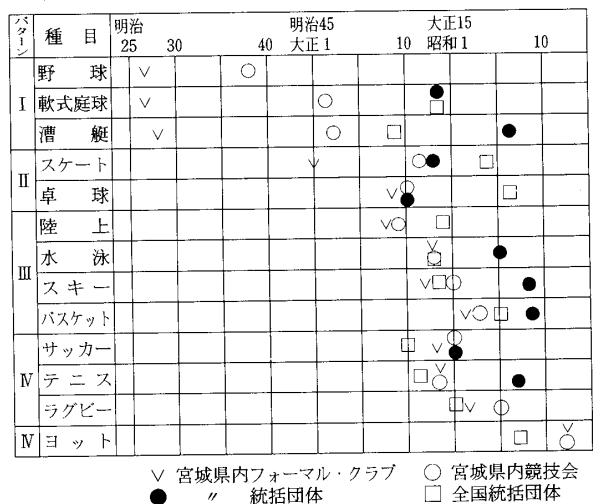 パターン 種目 明治 明治45 大正15
25 30 40 大正1 10 昭和1 10
I 野球
軟式庭球
漕艇
II スケート
卓球
III 陸上
水泳
スキー
バスケット
IV サッカー
テニス
ラグビー
IV ヨット
∨ 宮城県内フォーマル・クラブ ○ 宮城県内競技会
● 〃 統括団体 □ 全国統括団体